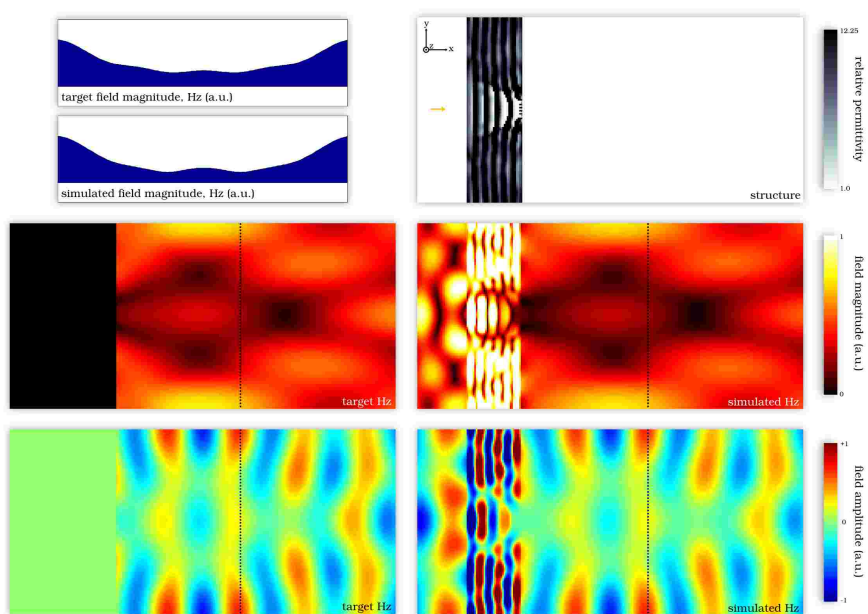 target field magnitude, Hz (a.u.)
simulated field magnitude, Hz (a.u.)
y
z
x
structure
12.25
1.0
relative permittivity
target Hz
simulated Hz
1
0
field magnitude (a.u.)
target Hz
simulated Hz
+1
0
-1
field amplitude (a.u.)